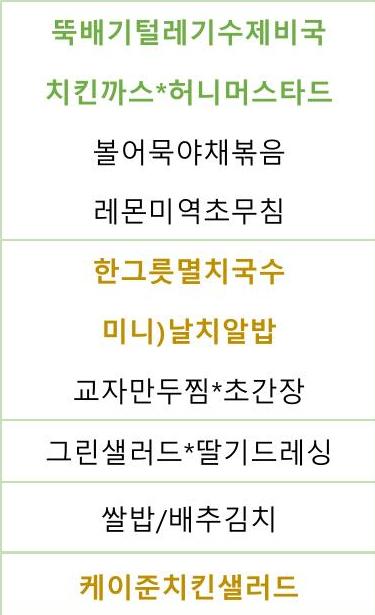 뚝배기털레기수제비국
치킨까스*허니머스타드
볼어묵야채볶음
레몬미역초무침
한그릇멸치국수
미니)날치알밥
교자만두찜*초간장
그린샐러드*딸기드레싱
쌀밥/배추김치
케이준치킨샐러드